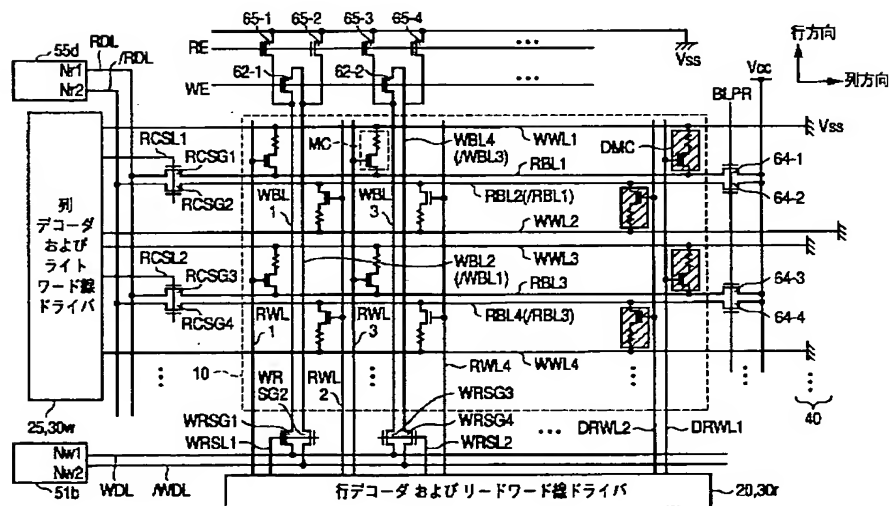 65-1 65-2 65-3 65-4
RE
WE
62-1 62-2
Vss
Vcc
行方向
列方向
BLPR
55d
RDL
/RDL
Nr1
Nr2
RCSL1
RCSG1
RCSG2
MC
WBL4
(/WBL3)
WWL1
RBL1
DMC
Vss
64-1
64-2
列
デコーダ
および
ライト
ワード線
ドライバ
WBL
1
WBL
3
RBL2(/RBL1)
WWL2
WBL2
(/WBL1)
WWL3
RBL3
RCSL2
RCSG3
RCSG4
RWL
1
RWL
3
RBL4(/RBL3)
64-3
64-4
WWL4
10
WR
SG2
RWL
2
RWL4
WRSG3
WRSG4
WRSG1
WRSL1
WRSL2
25,30w
40
DRWL2
DRWL1
Nw1
Nw2
51b
WDL
/WDL
行デコーダ および リードワード線ドライバ
20,30r